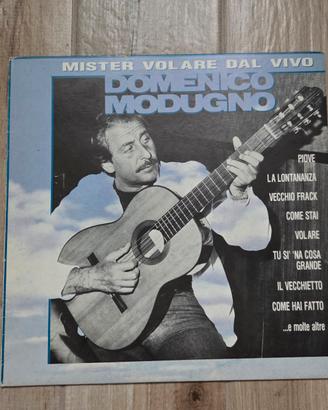 MISTER VOLARE DAL VIVO
DOMENICO
MODUGNO
PIOVE
LA LONTANANZA
VECCHIO FRACK
COME STAI
VOLARE
TU SI' 'NA COSA
GRANDE
IL VECCHIETTO
COME HAI FATTO
...e molte altre